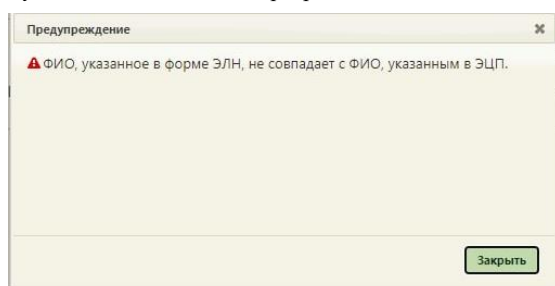 Предупреждение
ФИО, указанное в форме ЭЛН, не совпадает с ФИО, указанным в ЭЦП.
Закрыть